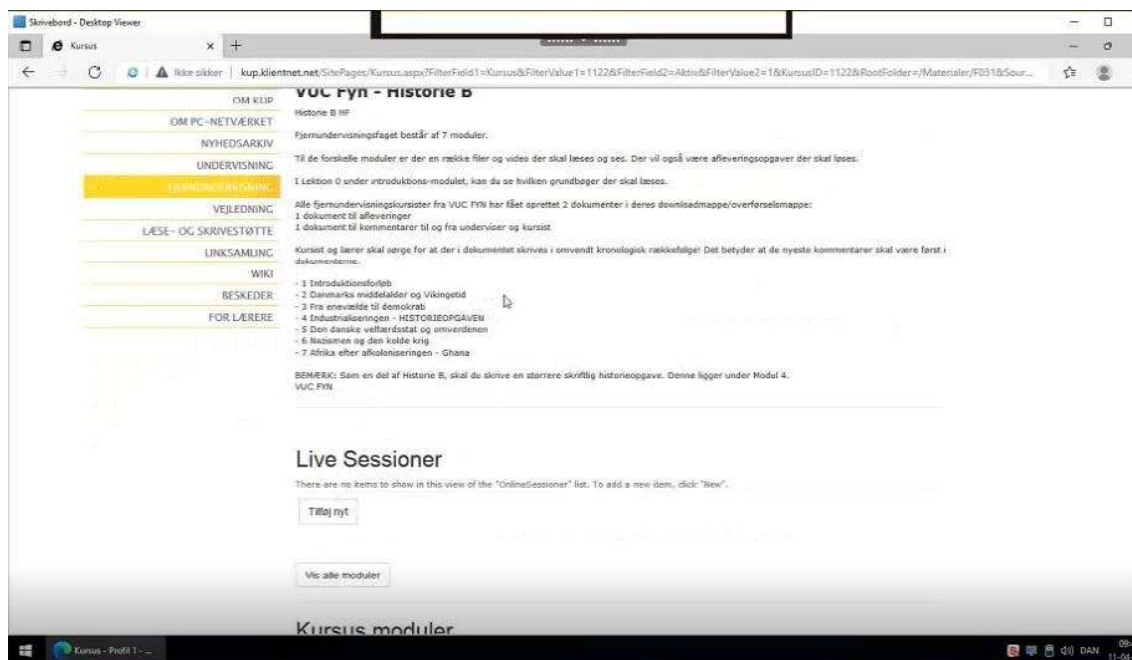 Skrivebord - Desktop Viewer
Kursus
Ikke sikker
kup.klientnet.net/SitePages/Kursus.aspx?FilterField1=Kursus&FilterValue1=1122&FilterField2=Aktiv&FilterValue2=1&KursusID=1122&RootFolder=/Materialer/F031&Sour...
OM KUP
OM PC-NETVÆRKET
NYHEDSARKIV
UNDERVISNING
FJERNUNDERVISNING
VEJLEDNING
LÆSE- OG SKRIVESTØTTE
LINKSAMLING
WIKI
BESKEDER
FOR LÆRERE
VUC Fyn - Historie B
Historie B HF
Fjernundervisningsfaget består af 7 moduler.
Til de forskelle moduler er der en række filer og video der skal læses og ses. Der vil også være afleveringsopgaver der skal løses.
I Lektion 0 under introduktions-modulet, kan du se hvilken grundbøger der skal læses.
Alle fjernundervisningskursister fra VUC FYN har fået oprettet 2 dokumenter i deres downloadmappe/overførselsmappe:
1 dokument til afleveringer
1 dokument til kommentarer til og fra underviser og kursist
Kursist og lærer skal sørge for at der i dokumentet skrives i omvendt kronologisk rækkefølge! Det betyder at de nyeste kommentarer skal være først i
dokumenterne.
- 1 Introduktionsforløb
- 2 Danmarks middelalder og Vikingetid
- 3 Fra enevælde til demokrati
- 4 Industrialiseringen - HISTORIEOPGAVEN
- 5 Den danske velfærdsstat og omverdenen
- 6 Nazismen og den kolde krig
- 7 Afrika efter afkoloniseringen - Ghana
BEMÆRK: Som en del af Historie B, skal du skrive en større skriftlig historieopgave. Denne ligger under Modul 4.
VUC FYN
Live Sessioner
There are no items to show in this view of the "OnlineSessioner" list. To add a new item, click "New".
Tilføj nyt
Vis alle moduler
Kursus moduler
Kursus - Profil 1 - ...
DAN
09:
11-04-